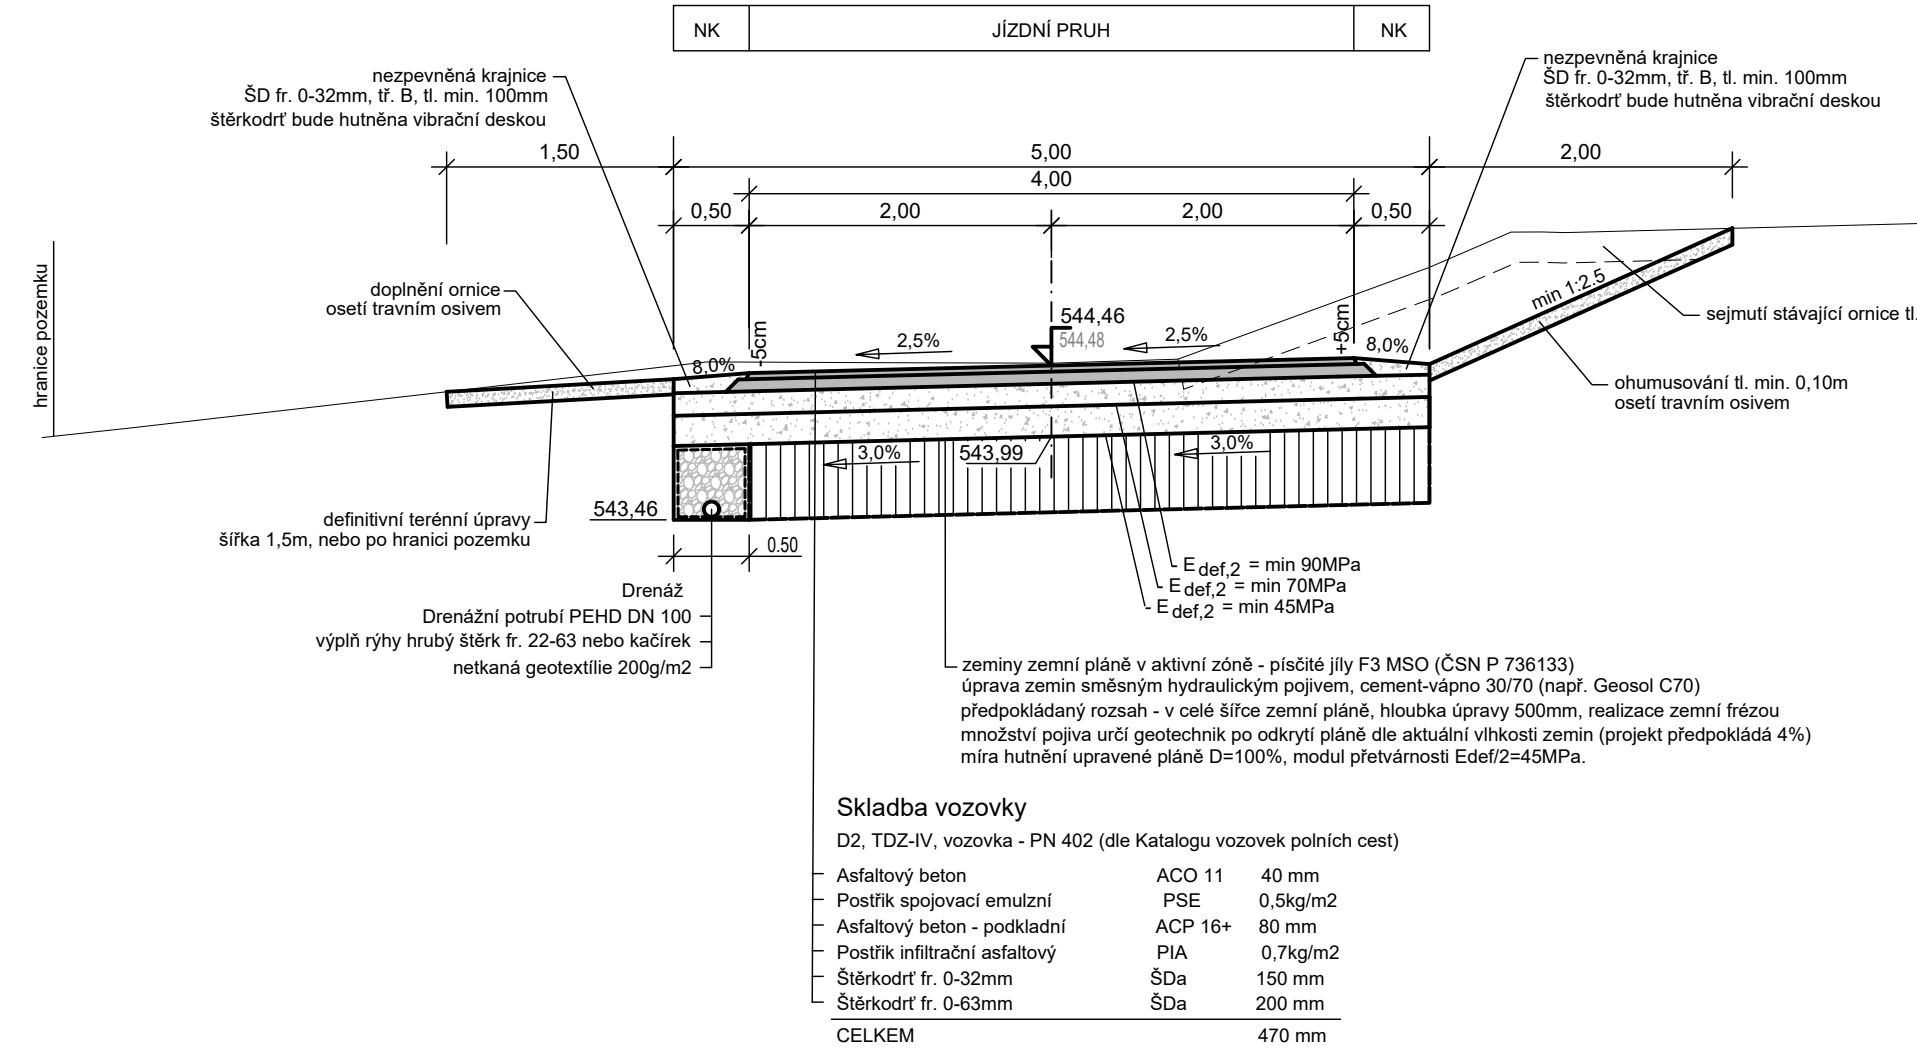 NK
JÍZDNÍ PRUH
NK
nezpevněná krajnice
ŠD fr. 0-32mm, tř. B, tl. min. 100mm
štěrkodrť bude hutněna vibrační deskou
nezpevněná krajnice
ŠD fr. 0-32mm, tř. B, tl. min. 100mm
štěrkodrť bude hutněna vibrační deskou
1,50
5,00
2,00
4,00
0,50
2,00
2,00
0,50
hranice pozemku
doplnění ornice
osetí travním osivem
min 1:2.5
sejmutí stávající ornice tl.
544,46
544,48
-5cm
+5cm
2,5%
2,5%
8,0%
8,0%
ohumusování tl. min. 0,10m
osetí travním osivem
3,0%
543,99
3,0%
543,46
definitivní terénní úpravy
šířka 1,5m, nebo po hranici pozemku
0.50
Drenáž
Drenážní potrubí PEHD DN 100
výplň rýhy hrubý štěrk fr. 22-63 nebo kačírek
netkaná geotextílie 200g/m2
E def,2 = min 90MPa
E def,2 = min 70MPa
E def,2 = min 45MPa
zeminy zemní pláně v aktivní zóně - písčité jíly F3 MSO (ČSN P 736133)
úprava zemin směsným hydraulickým pojivem, cement-vápno 30/70 (např. Geosol C70)
předpokládaný rozsah - v celé šířce zemní pláně, hloubka úpravy 500mm, realizace zemní frézou
množství pojiva určí geotechnik po odkrytí pláně dle aktuální vlhkosti zemin (projekt předpokládá 4%)
míra hutnění upravené pláně D=100%, modul přetvárnosti Edef/2=45MPa.
Skladba vozovky
D2, TDZ-IV, vozovka - PN 402 (dle Katalogu vozovek polních cest)
Asfaltový beton ACO 11 40 mm
Postřik spojovací emulzní PSE 0,5kg/m2
Asfaltový beton - podkladní ACP 16+ 80 mm
Postřik infiltrační asfaltový PIA 0,7kg/m2
Štěrkodrť fr. 0-32mm ŠDa 150 mm
Štěrkodrť fr. 0-63mm ŠDa 200 mm
CELKEM 470 mm